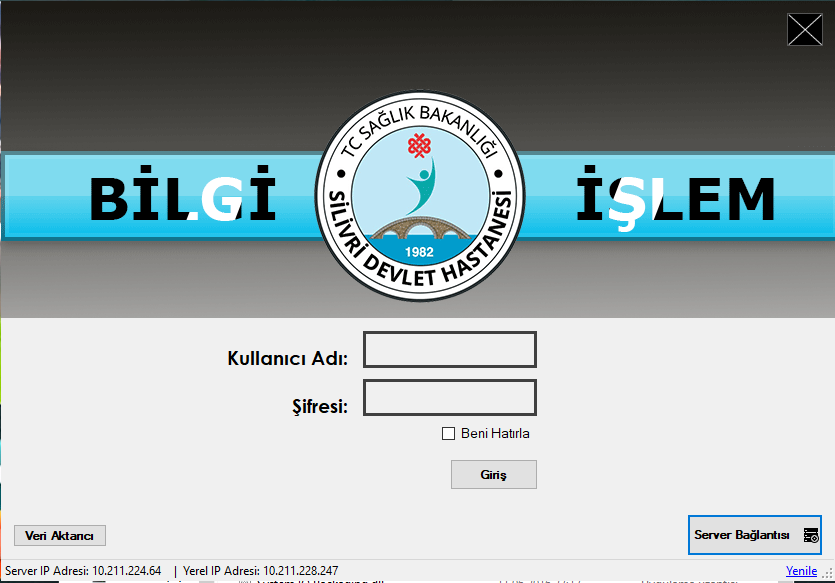 BİLGİ
İŞLEM
TC SAĞLIK BAKANLIĞI
SİLİVRİ DEVLET HASTANESİ
1982
Kullanıcı Adı:
Şifresi:
Beni Hatırla
Giriş
Veri Aktarıcı
Server Bağlantısı
Server IP Adresi: 10.211.224.64 | Yerel IP Adresi: 10.211.228.247
Yenile